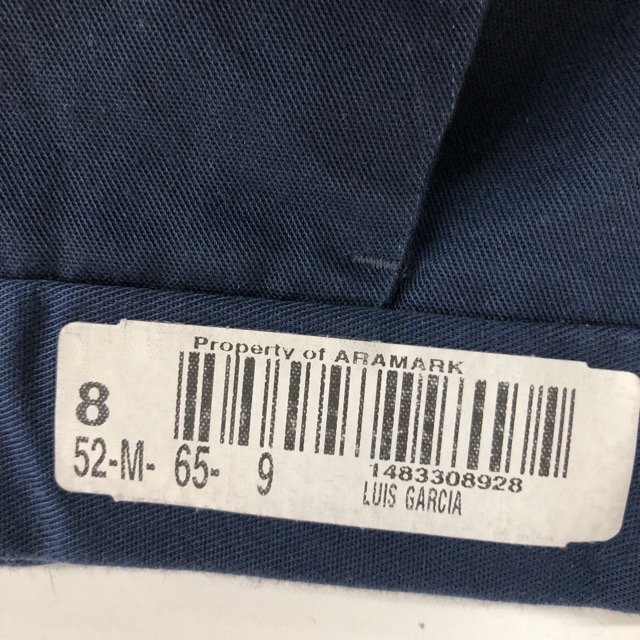 Property of ARAMARK
8
52-M- 65- 9
1483308928
LUIS GARCIA